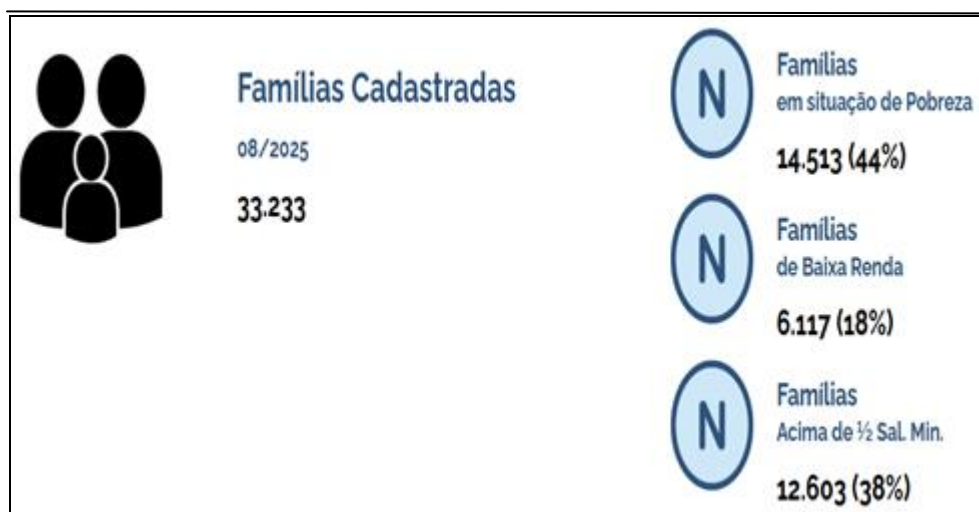 Famílias Cadastradas
08/2025
33.233
N
Famílias
em situação de Pobreza
14.513 (44%)
N
Famílias
de Baixa Renda
6.117 (18%)
N
Famílias
Acima de ½ Sal. Min.
12.603 (38%)